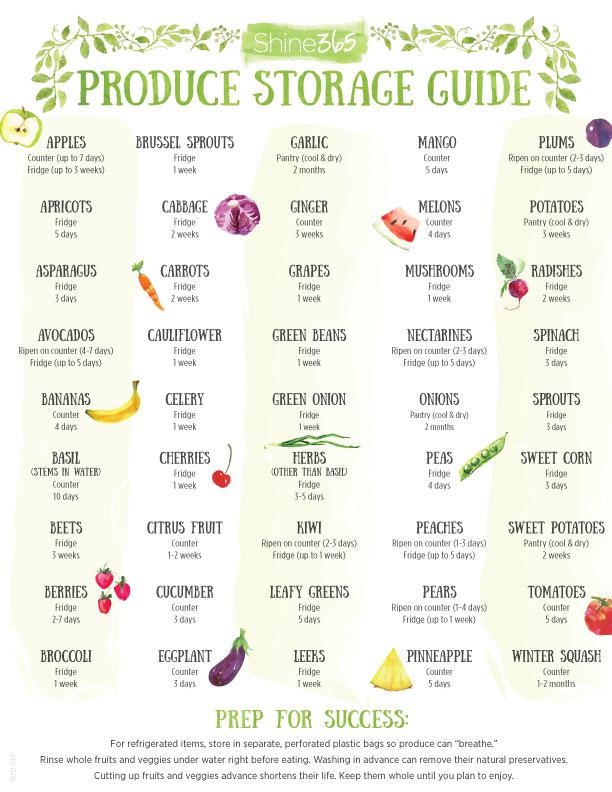 Shine365
PRODUCE STORAGE GUIDE
APPLES
Counter (up to 7 days)
Fridge (up to 3 weeks)
APRICOTS
Fridge
5 days
ASPARAGUS
Fridge
3 days
AVOCADOS
Ripen on counter (4-7 days)
Fridge (up to 5 days)
BANANAS
Counter
4 days
BASIL
(STEMS IN WATER)
Counter
10 days
BEETS
Fridge
3 weeks
BERRIES
Fridge
2-7 days
BROCCOLI
Fridge
1 week
BRUSSEL SPROUTS
Fridge
1 week
CABBAGE
Fridge
2 weeks
CARROTS
Fridge
2 weeks
CAULIFLOWER
Fridge
1 week
CELERY
Fridge
1 week
CHERRIES
Fridge
1 week
CITRUS FRUIT
Counter
1-2 weeks
CUCUMBER
Counter
3 days
EGGPLANT
Counter
3 days
GARLIC
Pantry (cool & dry)
2 months
GINGER
Counter
3 weeks
GRAPES
Fridge
1 week
GREEN BEANS
Fridge
1 week
GREEN ONION
Fridge
1 week
HERBS
(OTHER THAN BASIL)
Fridge
3-5 days
KIWI
Ripen on counter (2-3 days)
Fridge (up to 1 week)
LEAFY GREENS
Fridge
5 days
LEEKS
Fridge
1 week
MANGO
Counter
5 days
MELONS
Counter
4 days
MUSHROOMS
Fridge
1 week
NECTARINES
Ripen on counter (2-3 days)
Fridge (up to 5 days)
ONIONS
Pantry (cool & dry)
2 months
PEAS
Fridge
4 days
PEACHES
Ripen on counter (1-3 days)
Fridge (up to 5 days)
PEARS
Ripen on counter (1-4 days)
Fridge (up to 1 week)
PINEAPPLE
Counter
5 days
PLUMS
Ripen on counter (2-3 days)
Fridge (up to 5 days)
POTATOES
Pantry (cool & dry)
3 weeks
RADISHES
Fridge
2 weeks
SPINACH
Fridge
3 days
SPROUTS
Fridge
3 days
SWEET CORN
Fridge
3 days
SWEET POTATOES
Pantry (cool & dry)
2 weeks
TOMATOES
Counter
5 days
WINTER SQUASH
Counter
1-2 months
PREP FOR SUCCESS:
For refrigerated items, store in separate, perforated plastic bags so produce can “breathe.”
Rinse whole fruits and veggies under water right before eating. Washing in advance can remove their natural preservatives.
Cutting up fruits and veggies advance shortens their life. Keep them whole until you plan to enjoy.